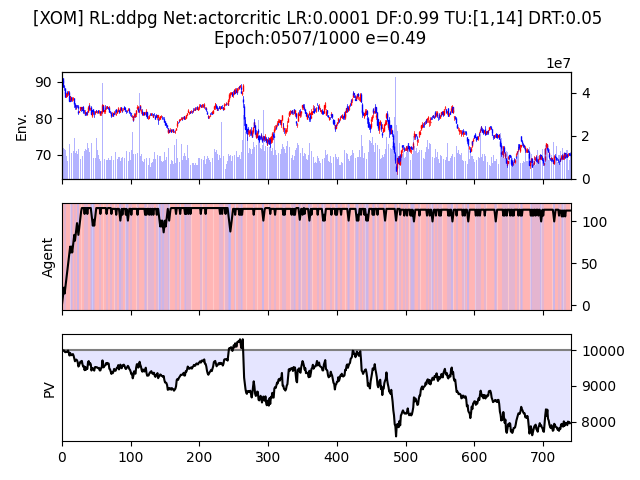 [XOM] RL:ddpg Net:actorcritic LR:0.0001 DF:0.99 TU:[1,14] DRT:0.05
Epoch:0507/1000 e=0.49
1e7
90
80
70
Env.
4
2
0
Agent
100
50
0
PV
10000
9000
8000
0 100 200 300 400 500 600 700